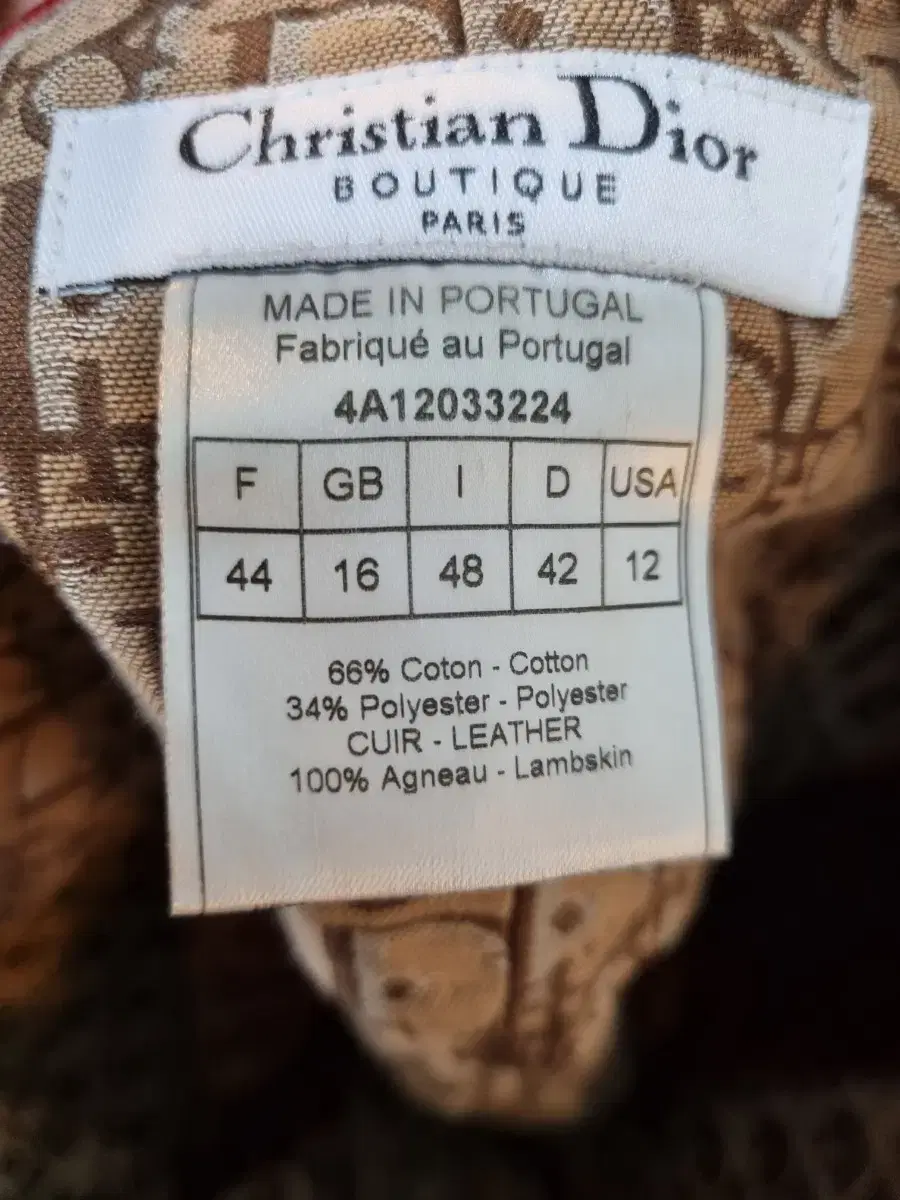 Christian Dior
BOUTIQUE
PARIS
MADE IN PORTUGAL
Fabriqué au Portugal
4A12033224
F GB I D USA
44 16 48 42 12
66% Coton - Cotton
34% Polyester - Polyester
CUIR - LEATHER
100% Agneau - Lambskin